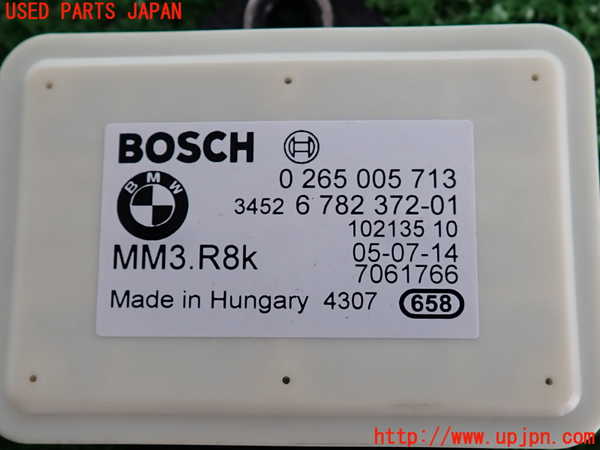 USED PARTS JAPAN
BOSCH
BMW
0 265 005 713
3452 6 782 372-01
102135 10
MM3.R8k
05-07-14
7061766
Made in Hungary 4307 658
http://www.upjpn.com/